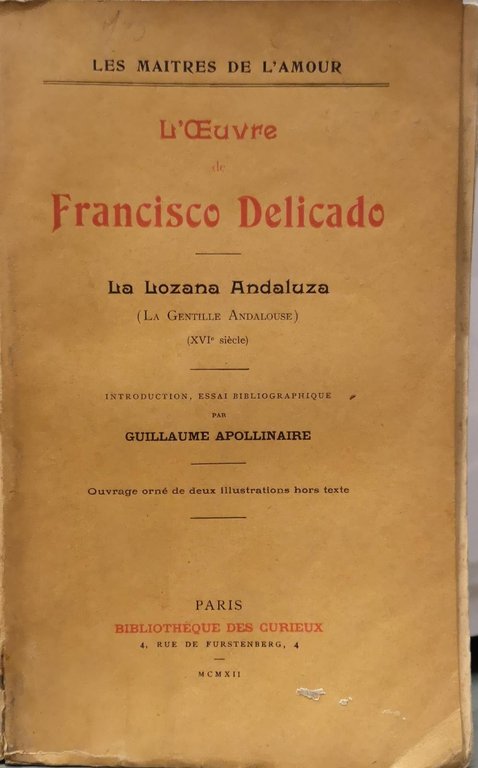 LES MAITRES DE L'AMOUR
L'Œuvre
de
Francisco Delicado
La Lozana Andaluza
(LA GENTILLE ANDALOUSE)
(XVIe siècle)
INTRODUCTION, ESSAI BIBLIOGRAPHIQUE
PAR
GUILLAUME APOLLINAIRE
Ouvrage orné de deux illustrations hors texte
PARIS
BIBLIOTHÈQUE DES CURIEUX
4, RUE DE FURSTENBERG, 4
MCMXII